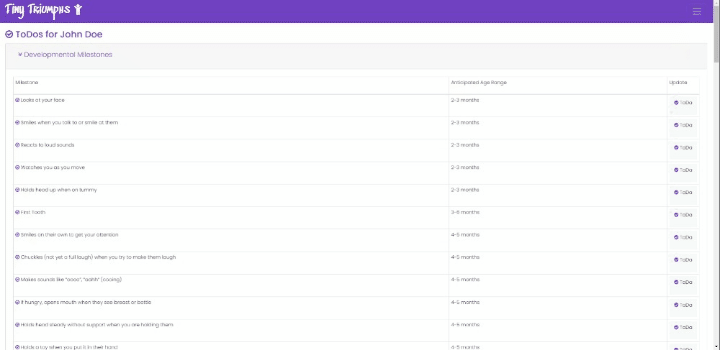 Tiny Triumphs
ToDos for John Doe
Developmental Milestones
Milestone Anticipated Age Range Update
Looks at your face 2-3 months ToDo
Smiles when you talk to or smile at them 2-3 months ToDo
Reacts to loud sounds 2-3 months ToDo
Watches you as you move 2-3 months ToDo
Holds head up when on tummy 2-3 months ToDo
First Tooth 3-6 months ToDo
Smiles on their own to get your attention 4-5 months ToDo
Chuckles (not yet a full laugh) when you try to make them laugh 4-5 months ToDo
Makes sounds like "oooo", "aahh" (cooing) 4-5 months ToDo
If hungry, opens mouth when they see breast or bottle 4-5 months ToDo
Holds head steady without support when you are holding them 4-5 months ToDo
Holds a toy when you put it in their hand 4-5 months ToDo